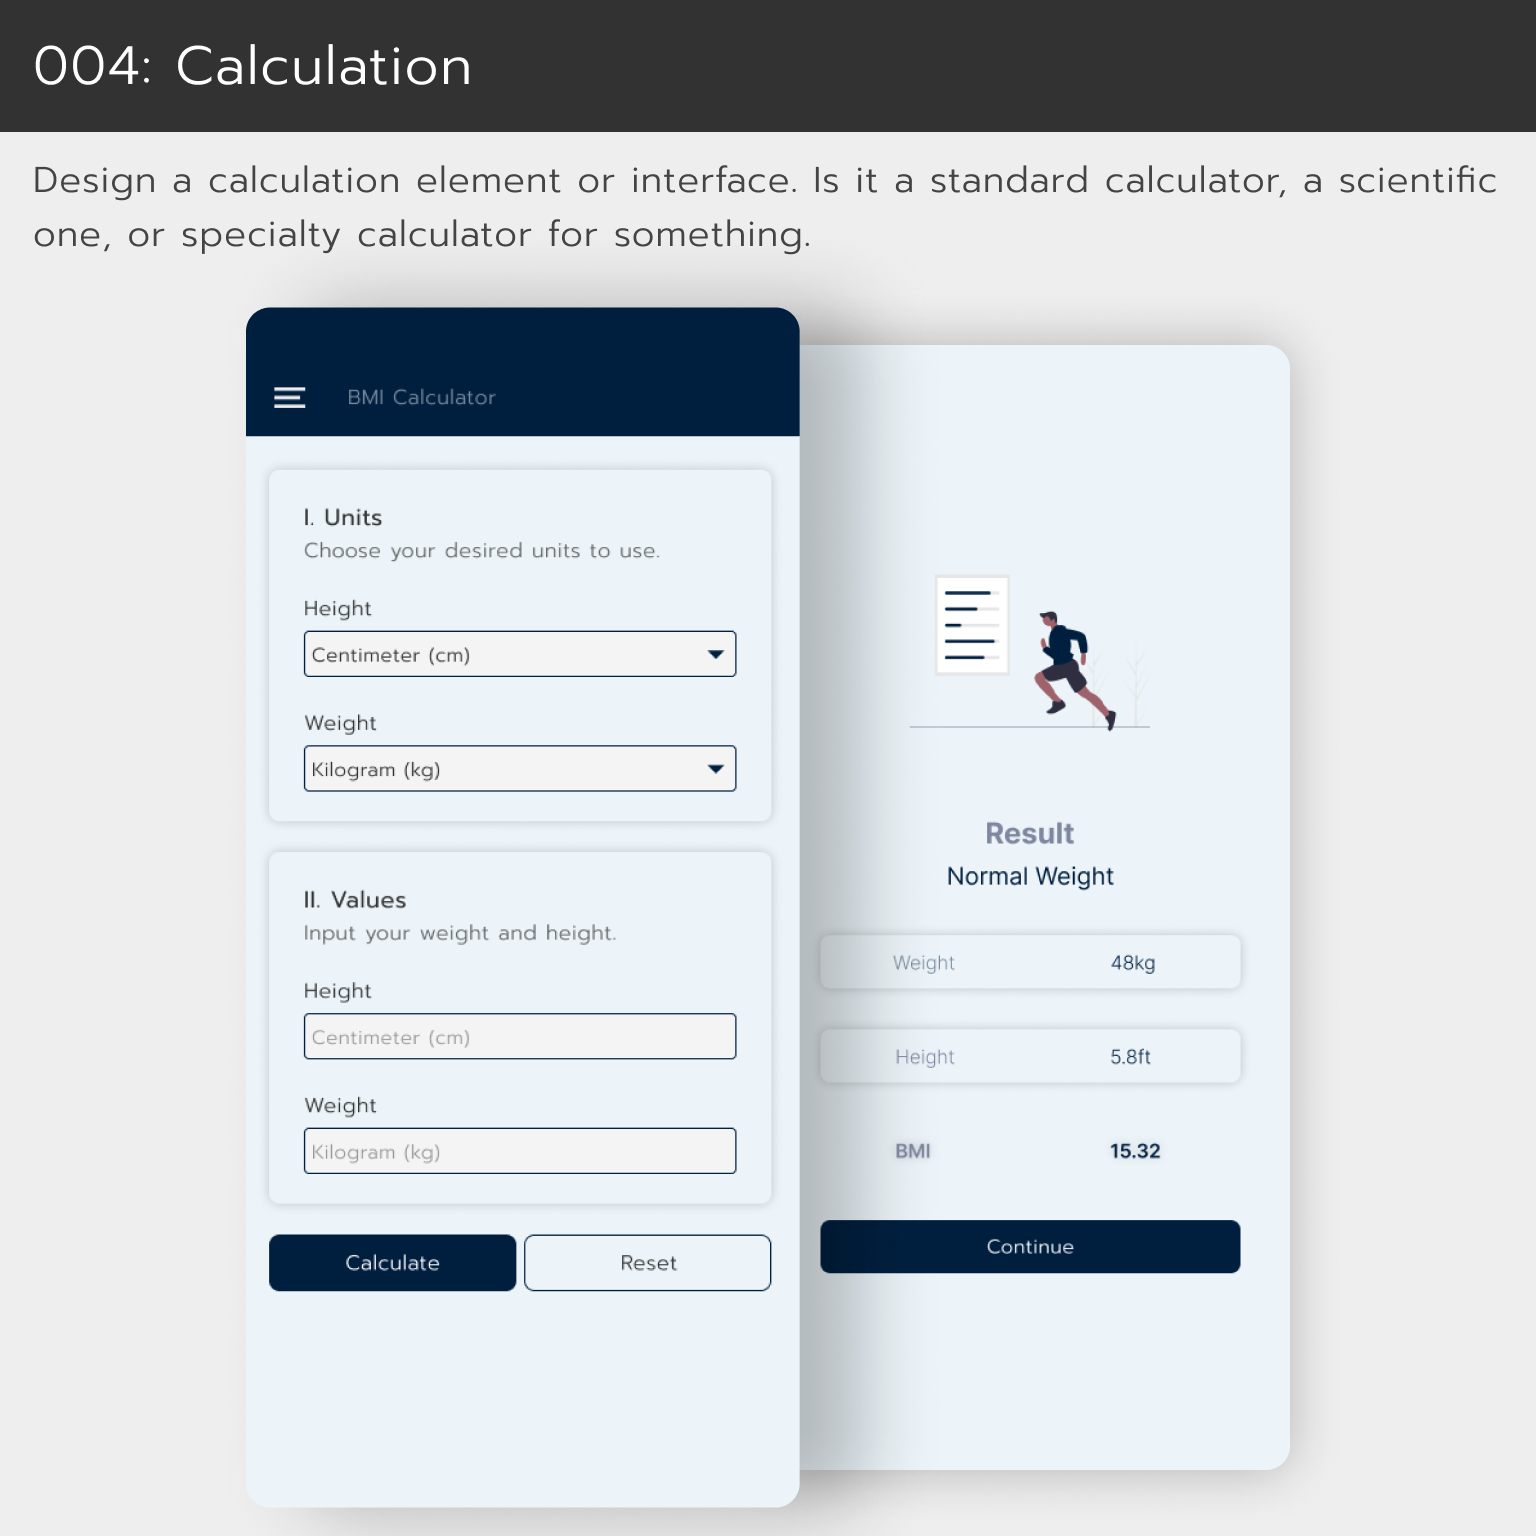 004: Calculation
Design a calculation element or interface. Is it a standard calculator, a scientific
one, or specialty calculator for something.
BMI Calculator
I. Units
Choose your desired units to use.
Height
Centimeter (cm)
Weight
Kilogram (kg)
II. Values
Input your weight and height.
Height
Centimeter (cm)
Weight
Kilogram (kg)
Calculate
Reset
Result
Normal Weight
Weight 48kg
Height 5.8ft
BMI 15.32
Continue